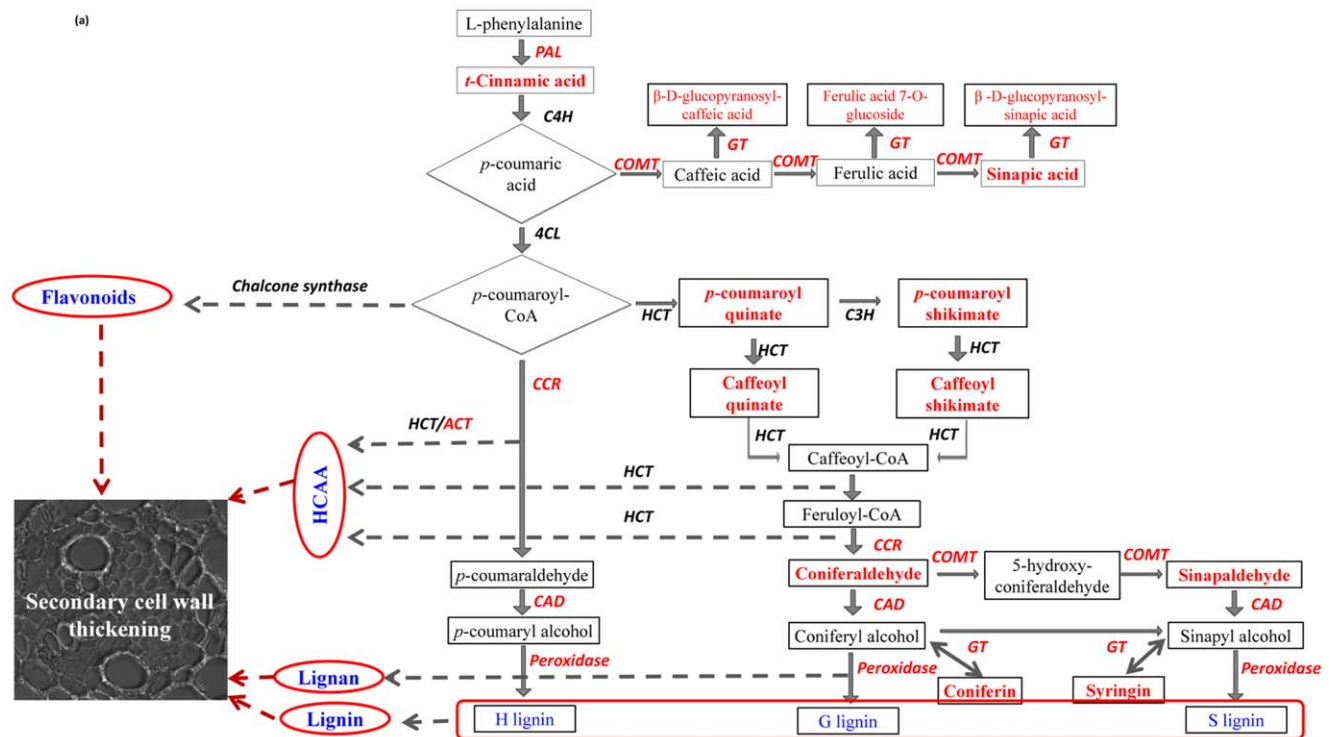 (a)
L-phenylalanine
PAL
t-Cinnamic acid
C4H
β-D-glucopyranosyl-
caffeic acid
Ferulic acid 7-O-
glucoside
β -D-glucopyranosyl-
sinapic acid
GT
GT
GT
p-coumaric
acid
COMT
Caffeic acid
COMT
Ferulic acid
COMT
Sinapic acid
4CL
Flavonoids
Chalcone synthase
p-coumaroyl-
CoA
HCT
p-coumaroyl
quinate
C3H
p-coumaroyl
shikimate
HCT
HCT
CCR
Caffeoyl
quinate
Caffeoyl
shikimate
HCT/ACT
HCT
HCT
Caffeoyl-CoA
HCAA
HCT
Feruloyl-CoA
HCT
CCR
p-coumaraldehyde
Coniferaldehyde
COMT
5-hydroxy-
coniferaldehyde
COMT
Sinapaldehyde
Secondary cell wall
thickening
CAD
CAD
CAD
p-coumaryl alcohol
Coniferyl alcohol
Sinapyl alcohol
Peroxidase
Peroxidase
GT
GT
Peroxidase
Lignan
Coniferin
Syringin
Lignin
H lignin
G lignin
S lignin